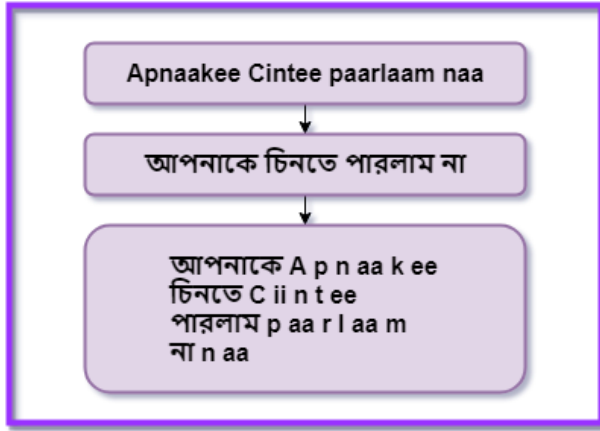 Apnaakee Cintee paarlaam naa
আপনাকে চিনতে পারলাম না
আপনাকে A p n aa k ee
চিনতে C ii n t ee
পারলাম p aa r l aa m
না n aa